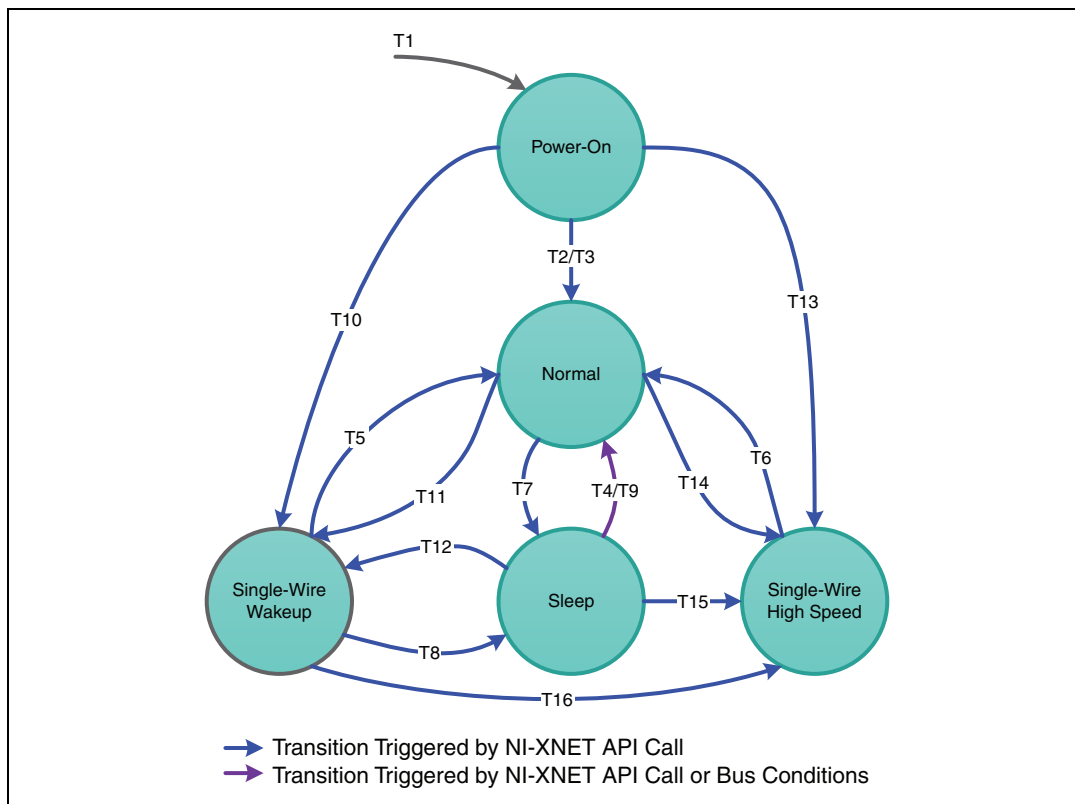 T1
Power-On
T2/T3
T10
T13
Normal
T5
T11
T7
T4/T9
T14
T6
T12
Single-Wire
Wakeup
Sleep
T15
Single-Wire
High Speed
T8
T16
Transition Triggered by NI-XNET API Call
Transition Triggered by NI-XNET API Call or Bus Conditions